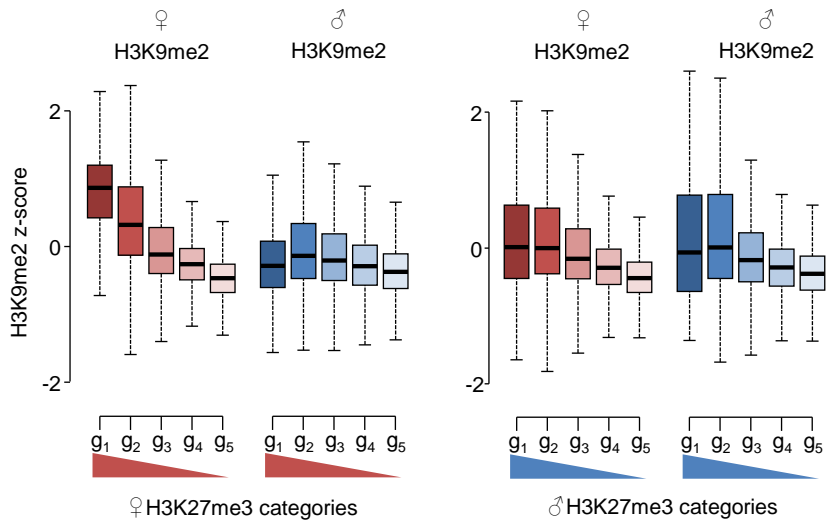 ♀
H3K9me2
♂
H3K9me2
♀
H3K9me2
♂
H3K9me2
H3K9me2 z-score
2
0
-2
2
0
-2
g1 g2 g3 g4 g5
g1 g2 g3 g4 g5
g1 g2 g3 g4 g5
g1 g2 g3 g4 g5
♀H3K27me3 categories
♂H3K27me3 categories